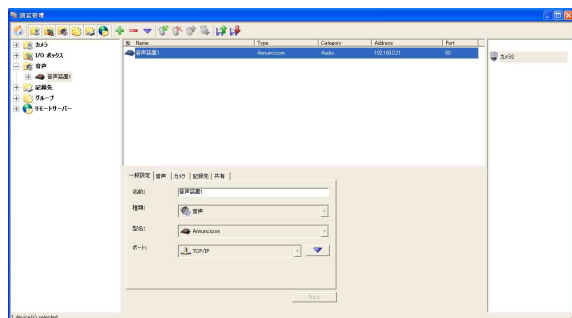 設定管理
カメラ
I/O ボックス
音声
音声装置1
記録先
グループ
リモートサーバー
Name Type Category Address Port
音声装置1 Annuncicom Audio 192.168.0.21 80
カメラ2
一般設定 音声 カメラ 記録先 共有
名前: 音声装置1
種類: 音声
型名: Annuncicom
ポート: TCP/IP
Apply
1 device(s) selected